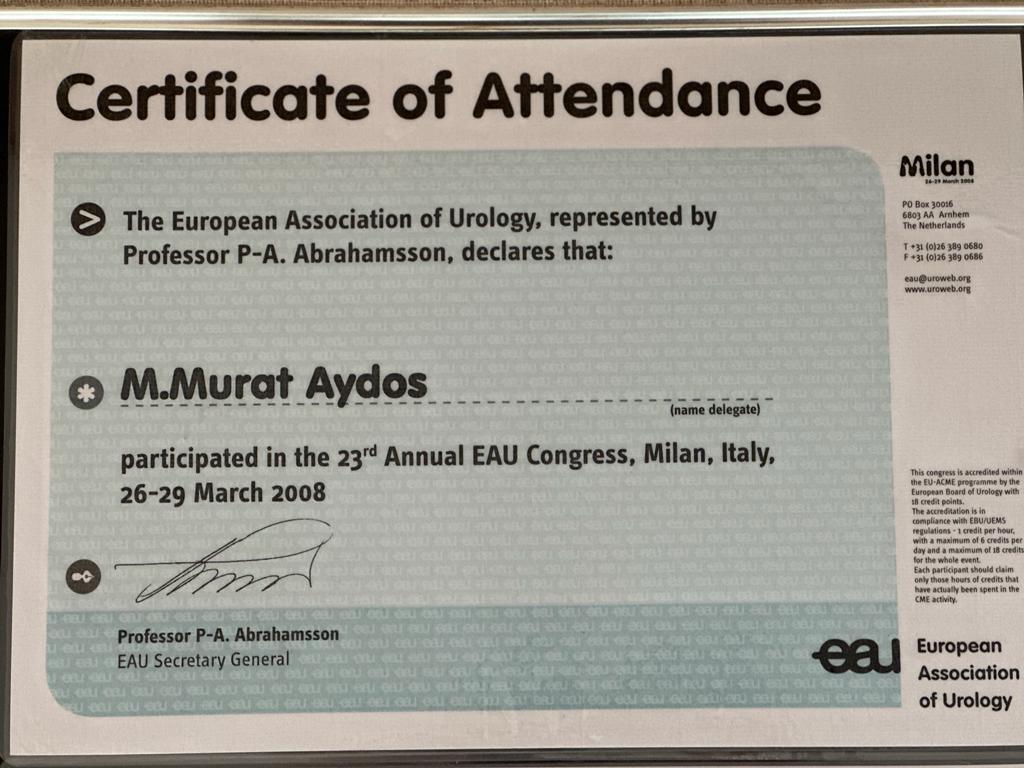 Certificate of Attendance
The European Association of Urology, represented by
Professor P-A. Abrahamsson, declares that:
M.Murat Aydos
(name delegate)
participated in the 23rd Annual EAU Congress, Milan, Italy,
26-29 March 2008
Professor P-A. Abrahamsson
EAU Secretary General
Milan
26-29 March 2008
PO Box 30016
6803 AA Arnhem
The Netherlands
T +31 (0)26 389 0680
F +31 (0)26 389 0686
eau@uroweb.org
www.uroweb.org
This congress is accredited within
the EU-ACME programme by the
European Board of Urology with
18 credit points.
The accreditation is in
compliance with EBU/UEMS
regulations - 1 credit per hour,
with a maximum of 6 credits per
day and a maximum of 18 credits
for the whole event.
Each participant should claim
only those hours of credits that
have actually been spent in the
CME activity.
eau
European
Association
of Urology